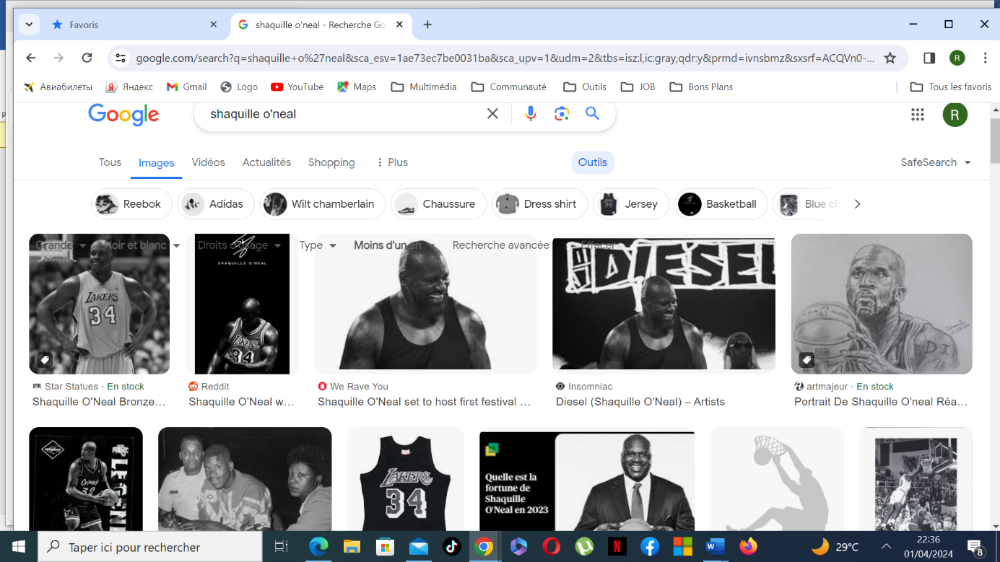 Favoris
shaquille o'neal - Recherche Go
google.com/search?q=shaquille+o%27neal&sca_esv=1ae73ec7be0031ba&sca_upv=1&udm=2&tbs=isz:l,ic:gray,qdr:y&prmd=ivnsbmz&sxsrf=ACQVn0-...
R
Авиабилеты Яндекс Gmail Logo YouTube Maps Multimédia Communauté Outils JOB Bons Plans Tous les favoris
Google shaquille o'neal R
Tous Images Vidéos Actualités Shopping Plus Outils SafeSearch
Reebok Adidas Wilt chamberlain Chaussure Dress shirt Jersey Basketball Blue ch
Grande Noir et blanc Droits d'usage Type Moins d'un an Recherche avancée Effacer
SHAQUILLE O'NEAL
DIESEL
LAKERS
34
LAKERS
34
Star Statues · En stock
Shaquille O'Neal Bronze...
Reddit
Shaquille O'Neal w...
We Rave You
Shaquille O'Neal set to host first festival ...
Insomniac
Diesel (Shaquille O'Neal) – Artists
artmajeur · En stock
Portrait De Shaquille O'neal Réa...
LEGEN
Orlando
32
LAKERS
34
Quelle est la
fortune de
Shaquille
O'Neal en 2023
Taper ici pour rechercher
N
W
29°C
22:36
01/04/2024
8